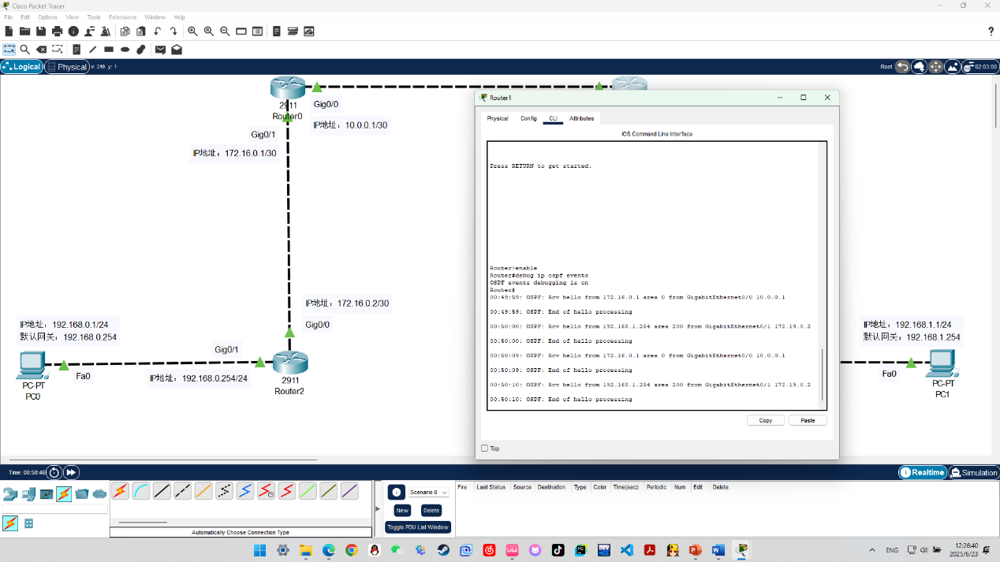 Cisco Packet Tracer
File Edit Options View Tools Extensions Window Help
Logical Physical x: 249, y: 1 Root 02:03:00
2911
Router0
Gig0/0
IP地址：10.0.0.1/30
Gig0/1
IP地址：172.16.0.1/30
IP地址：172.16.0.2/30
Gig0/0
IP地址：192.168.0.1/24
默认网关：192.168.0.254
Gig0/1
Fa0
IP地址：192.168.0.254/24
PC-PT
PC0
2911
Router2
Router1
Physical Config CLI Attributes
IOS Command Line Interface
Press RETURN to get started.
Router>enable
Router#debug ip ospf events
OSPF events debugging is on
Router#
00:49:59: OSPF: Rcv hello from 172.16.0.1 area 0 from GigabitEthernet0/0 10.0.0.1
00:49:59: OSPF: End of hello processing
00:50:00: OSPF: Rcv hello from 192.168.1.254 area 200 from GigabitEthernet0/1 172.19.0.2
00:50:00: OSPF: End of hello processing
00:50:09: OSPF: Rcv hello from 172.16.0.1 area 0 from GigabitEthernet0/0 10.0.0.1
00:50:09: OSPF: End of hello processing
00:50:10: OSPF: Rcv hello from 192.168.1.254 area 200 from GigabitEthernet0/1 172.19.0.2
00:50:10: OSPF: End of hello processing
Copy Paste
Top
IP地址：192.168.1.1/24
默认网关：192.168.1.254
Fa0
PC-PT
PC1
Time: 00:50:46 Realtime Simulation
Scenario 0
New Delete
Toggle PDU List Window
Fire Last Status Source Destination Type Color Time(sec) Periodic Num Edit Delete
Automatically Choose Connection Type
ENG
12:26:40
2025/6/23